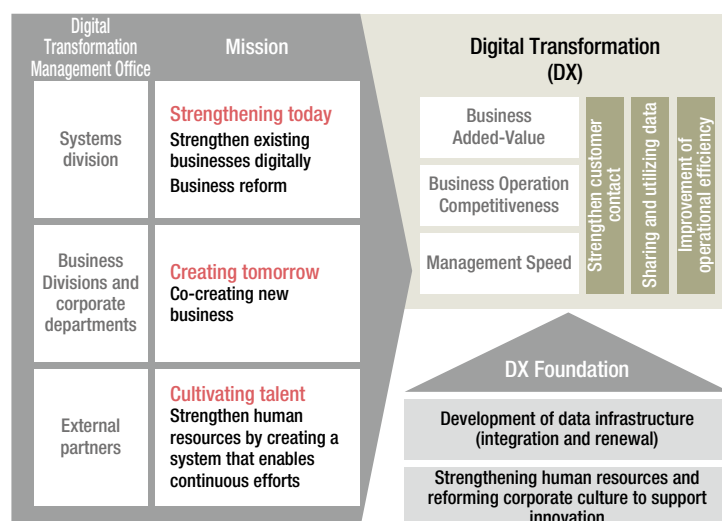 Digital
Transformation
Management Office
Mission
Systems
division
Strengthening today
Strengthen existing
businesses digitally
Business reform
Business
Divisions and
corporate
departments
Creating tomorrow
Co-creating new
business
External
partners
Cultivating talent
Strengthen human
resources by creating a
system that enables
continuous efforts
Digital Transformation
(DX)
Business
Added-Value
Business Operation
Competitiveness
Management Speed
Strengthen customer
contact
Sharing and utilizing data
Improvement of
operational efficiency
DX Foundation
Development of data infrastructure
(integration and renewal)
Strengthening human resources and
reforming corporate culture to support
innovation